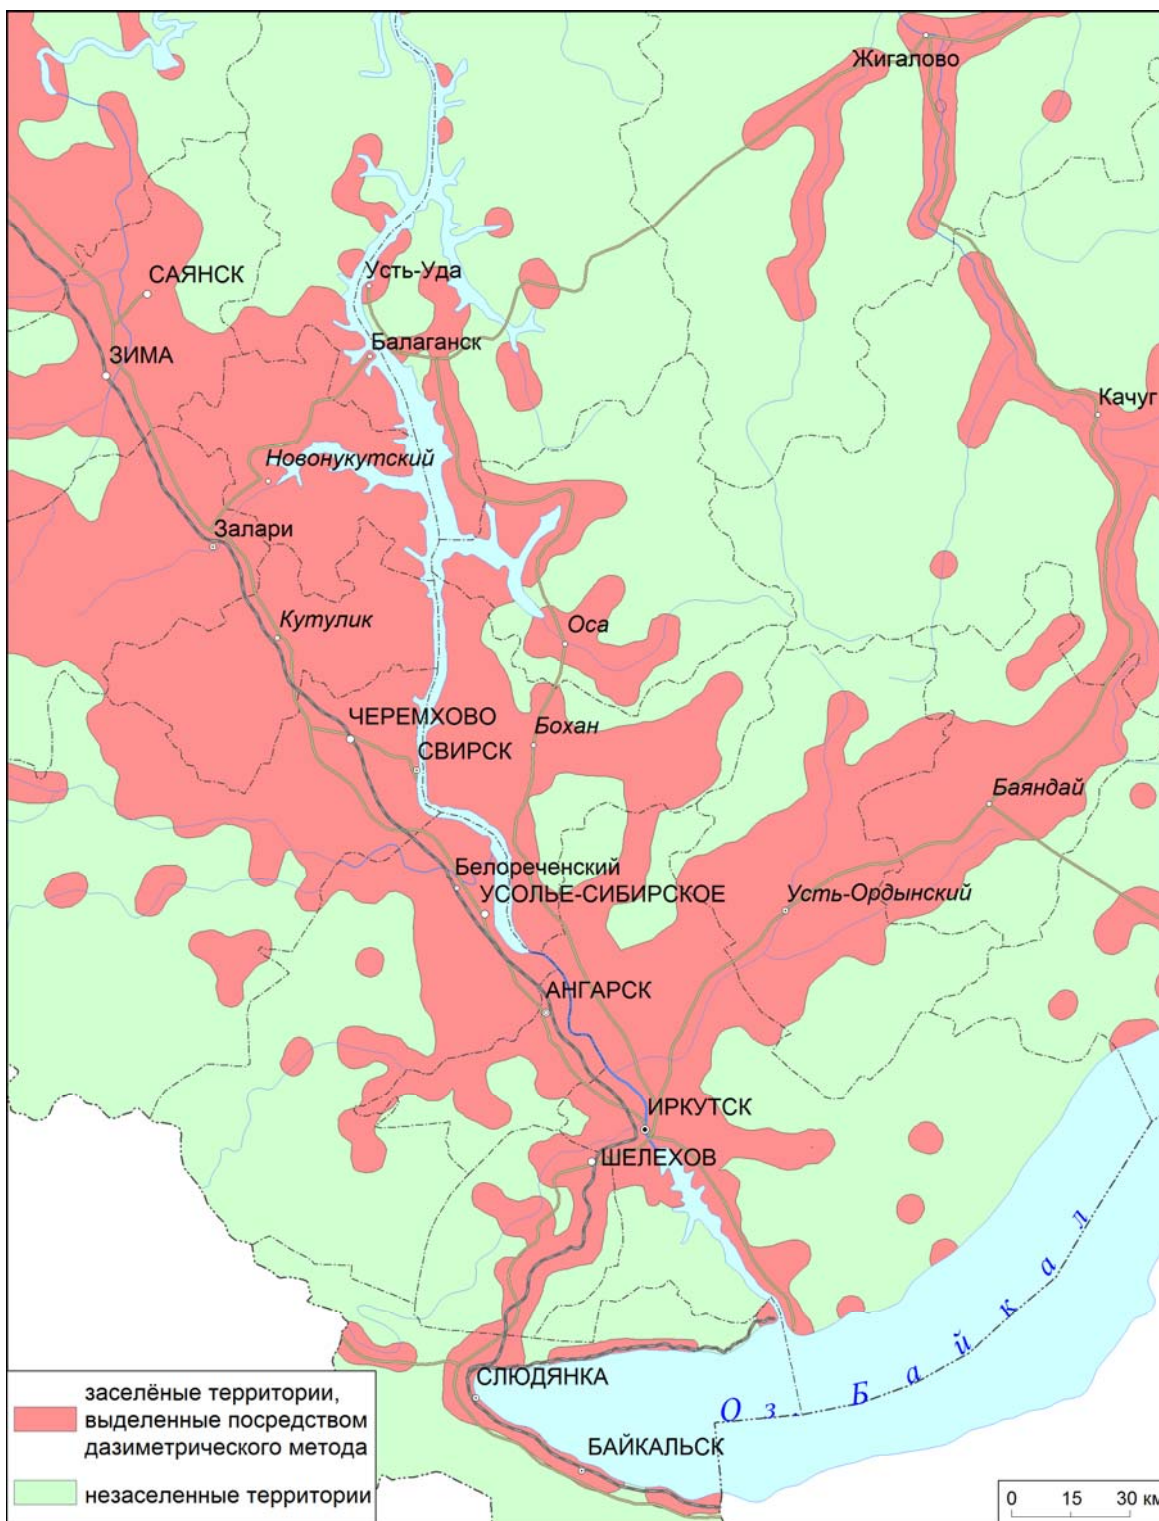 Жигалово
Усть-Уда
САЯНСК
Балаганск
ЗИМА
Качуг
Новонукутский
Залари
Кутулик
Оса
ЧЕРЕМХОВО
Бохан
СВИРСК
Баяндай
Белореченский
УСОЛЬЕ-СИБИРСКОЕ
Усть-Ордынский
АНГАРСК
ИРКУТСК
ШЕЛЕХОВ
СЛЮДЯНКА
Оз. Байкал
БАЙКАЛЬСК
заселёные территории,
выделенные посредством
дазиметрического метода
незаселенные территории
0 15 30 км